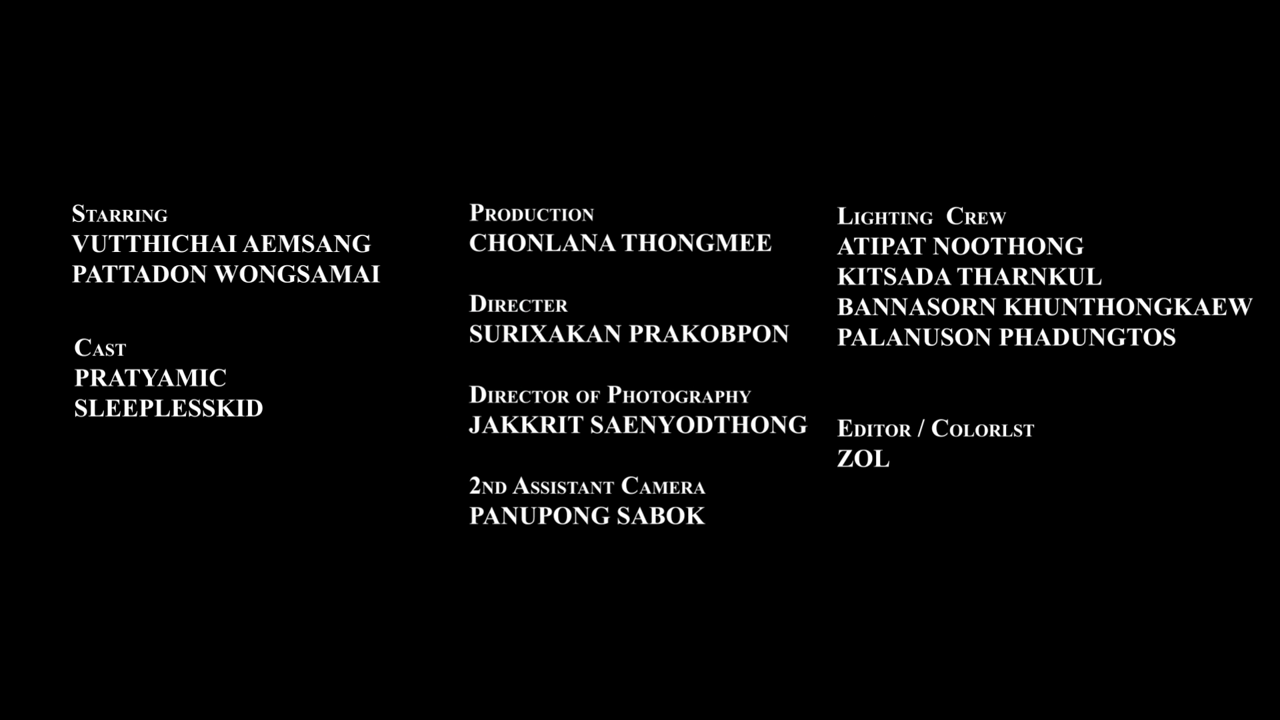 Starring
VUTTHICHAI AEMSANG
PATTADON WONGSAMAI
Cast
PRATYAMIC
SLEEPLESSKID
Production
CHONLANA THONGMEE
Directer
SURIXAKAN PRAKOBPON
Director of Photography
JAKKRIT SAENYODTHONG
2nd Assistant Camera
PANUPONG SABOK
Lighting Crew
ATIPAT NOOTHONG
KITSADA THARNKUL
BANNASORN KHUNTHONGKAEW
PALANUSON PHADUNGTOS
Editor / Colorlst
ZOL